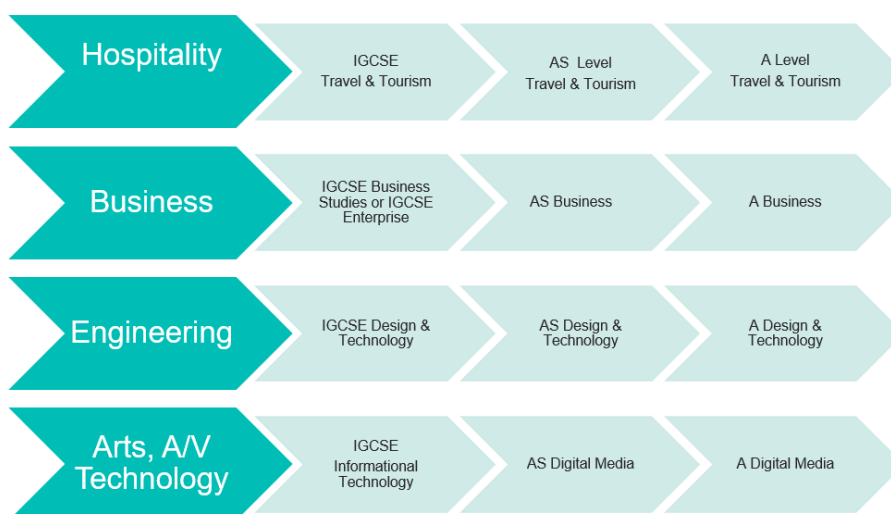 Hospitality
IGCSE
Travel & Tourism
AS Level
Travel & Tourism
A Level
Travel & Tourism
Business
IGCSE Business
Studies or IGCSE
Enterprise
AS Business
A Business
Engineering
IGCSE Design &
Technology
AS Design &
Technology
A Design &
Technology
Arts, A/V
Technology
IGCSE
Informational
Technology
AS Digital Media
A Digital Media